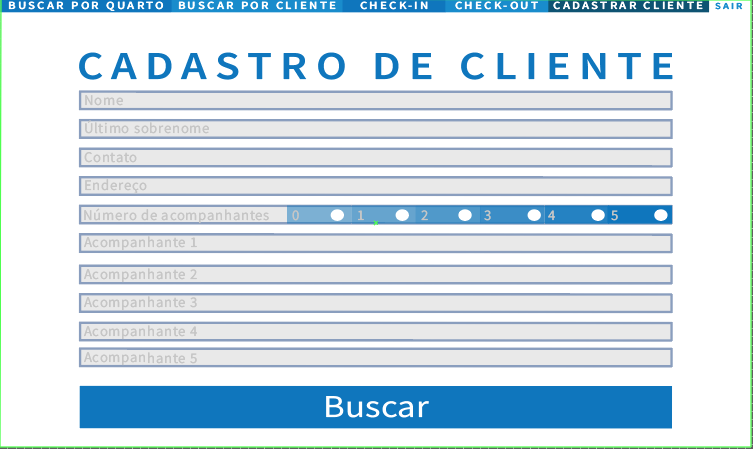 BUSCAR POR QUARTO BUSCAR POR CLIENTE CHECK-IN CHECK-OUT CADASTRAR CLIENTE SAIR
CADASTRO DE CLIENTE
Nome
Último sobrenome
Contato
Endereço
Número de acompanhantes 0 1 2 3 4 5
Acompanhante 1
Acompanhante 2
Acompanhante 3
Acompanhante 4
Acompanhante 5
Buscar